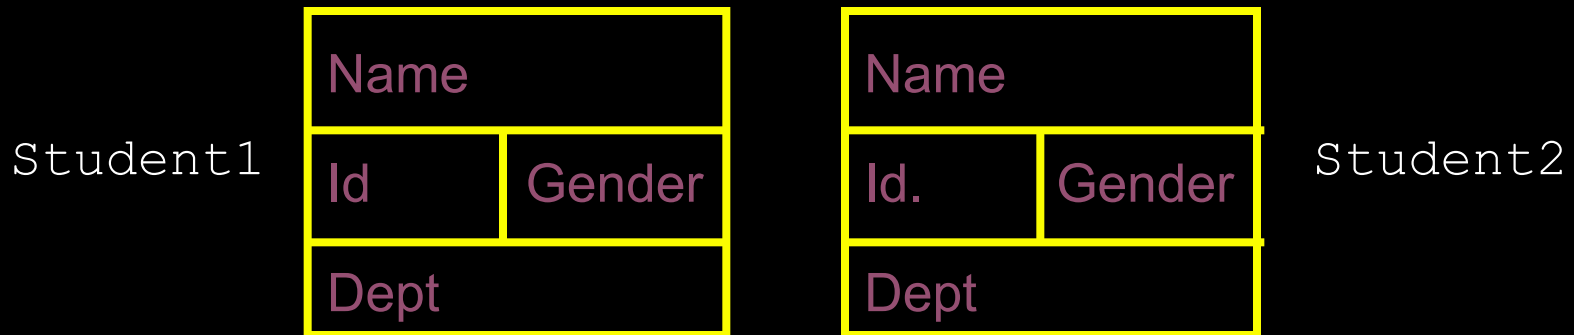 Name Name
Student1 Id Gender Id. Gender Student2
Dept Dept